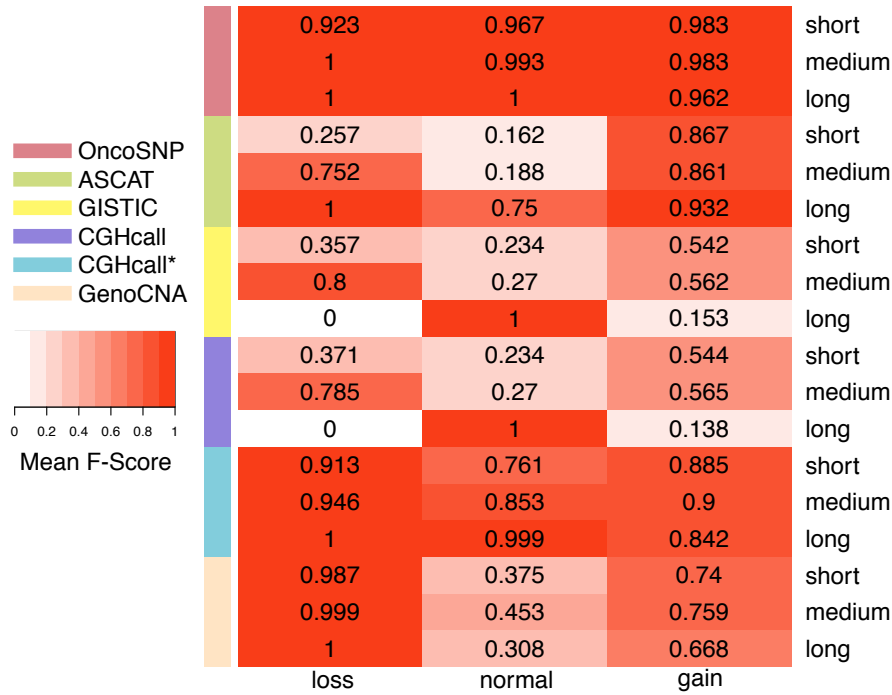 0.923 0.967 0.983 short
1 0.993 0.983 medium
1 1 0.962 long
0.257 0.162 0.867 short
0.752 0.188 0.861 medium
1 0.75 0.932 long
0.357 0.234 0.542 short
0.8 0.27 0.562 medium
0 1 0.153 long
0.371 0.234 0.544 short
0.785 0.27 0.565 medium
0 1 0.138 long
0.913 0.761 0.885 short
0.946 0.853 0.9 medium
1 0.999 0.842 long
0.987 0.375 0.74 short
0.999 0.453 0.759 medium
1 0.308 0.668 long
loss normal gain
OncoSNP
ASCAT
GISTIC
CGHcall
CGHcall*
GenoCNA
0 0.2 0.4 0.6 0.8 1
Mean F-Score